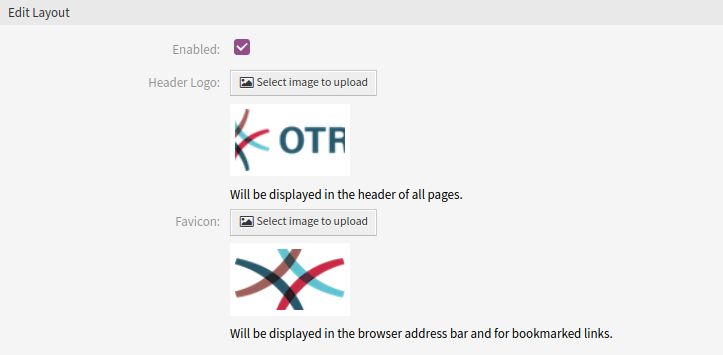 Edit Layout
Enabled:
Header Logo: Select image to upload
OTR
Will be displayed in the header of all pages.
Favicon: Select image to upload
Will be displayed in the browser address bar and for bookmarked links.